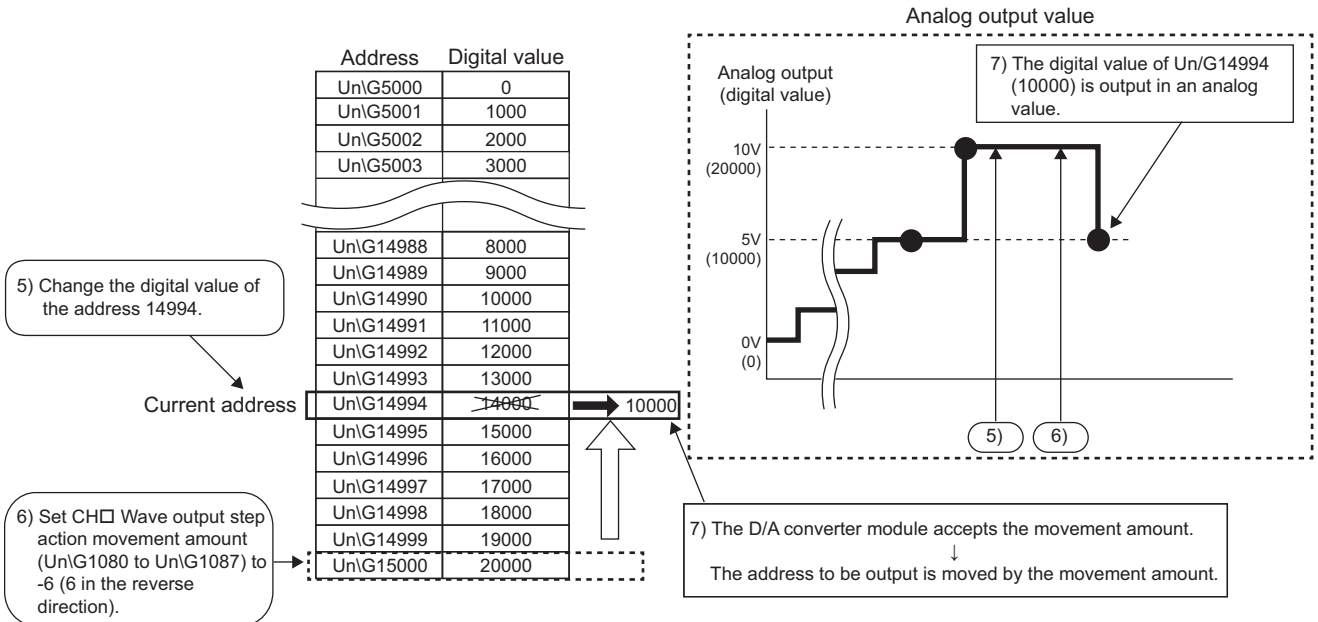 Analog output value
Address Digital value
Un\G5000 0
Un\G5001 1000
Un\G5002 2000
Un\G5003 3000
Un\G14988 8000
Un\G14989 9000
Un\G14990 10000
Un\G14991 11000
Un\G14992 12000
Un\G14993 13000
Current address Un\G14994 14000 10000
Un\G14995 15000
Un\G14996 16000
Un\G14997 17000
Un\G14998 18000
Un\G14999 19000
Un\G15000 20000
5) Change the digital value of
the address 14994.
6) Set CH□ Wave output step
action movement amount
(Un\G1080 to Un\G1087) to
-6 (6 in the reverse
direction).
Analog output
(digital value)
10V
(20000)
5V
(10000)
0V
(0)
7) The digital value of Un/G14994
(10000) is output in an analog
value.
5) 6)
7) The D/A converter module accepts the movement amount.
↓
The address to be output is moved by the movement amount.